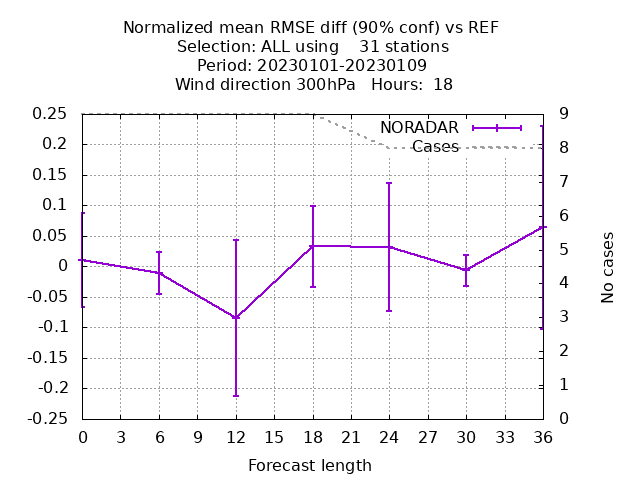 Normalized mean RMSE diff (90% conf) vs REF
Selection: ALL using    31 stations
Period: 20230101-20230109
Wind direction 300hPa   Hours:  18
NORADAR
Cases
0.25
0.2
0.15
0.1
0.05
0
-0.05
-0.1
-0.15
-0.2
-0.25
9
8
7
6
5
4
3
2
1
0
No cases
0 3 6 9 12 15 18 21 24 27 30 33 36
Forecast length